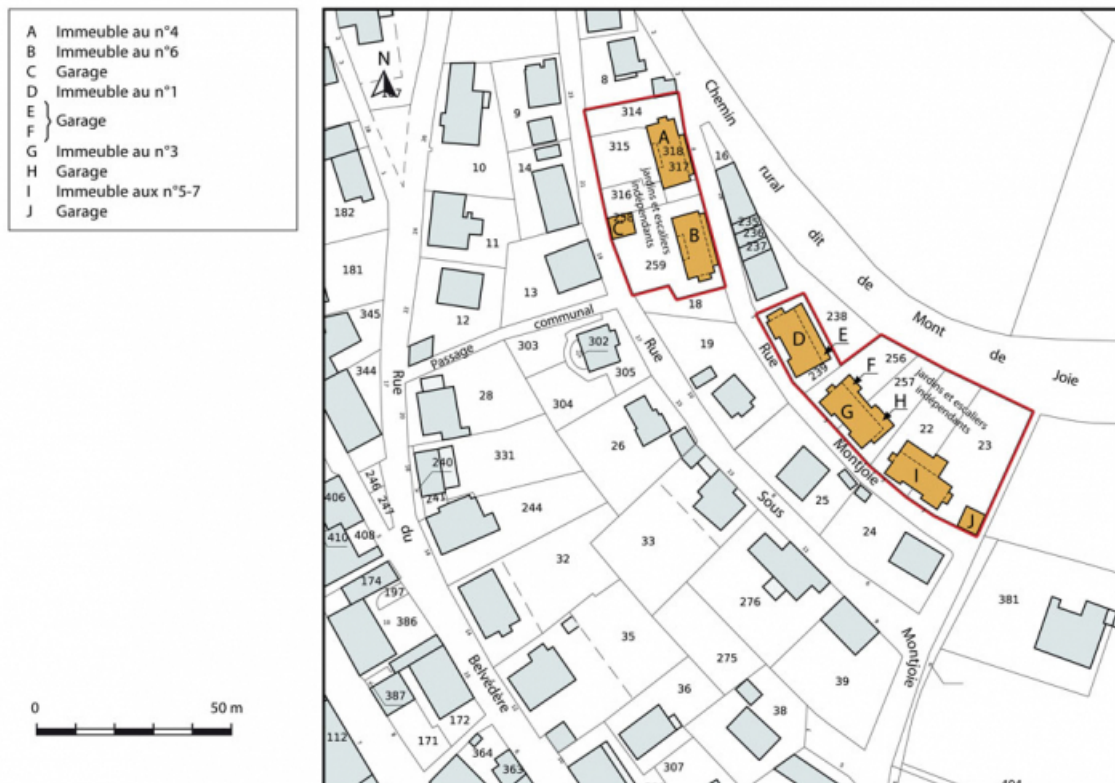 A Immeuble au n°4
B Immeuble au n°6
C Garage
D Immeuble au n°1
E
F
Garage
G Immeuble au n°3
H Garage
I Immeuble aux n°5-7
J Garage
N
0 50 m
8
314
9
315
A
318
317
10
14
316
16
182
C
B
235
236
237
11
259
181
13
18
238
345
12
302
303
305
19
D
E
239
256
257
F
G
H
22
23
344
28
304
26
I
J
240
241
331
25
24
246
247
406
410
408
244
33
32
174
197
386
276
381
35
275
39
387
36
38
172
171
364
363
307
112
Chemin
rural
dit
de
Mont
de
Joie
jardins et escaliers
indépendants
jardins et escaliers
indépendants
Passage
communal
Rue
Sous
Montjoie
Rue
Montjoie
Rue
du
Belvédère